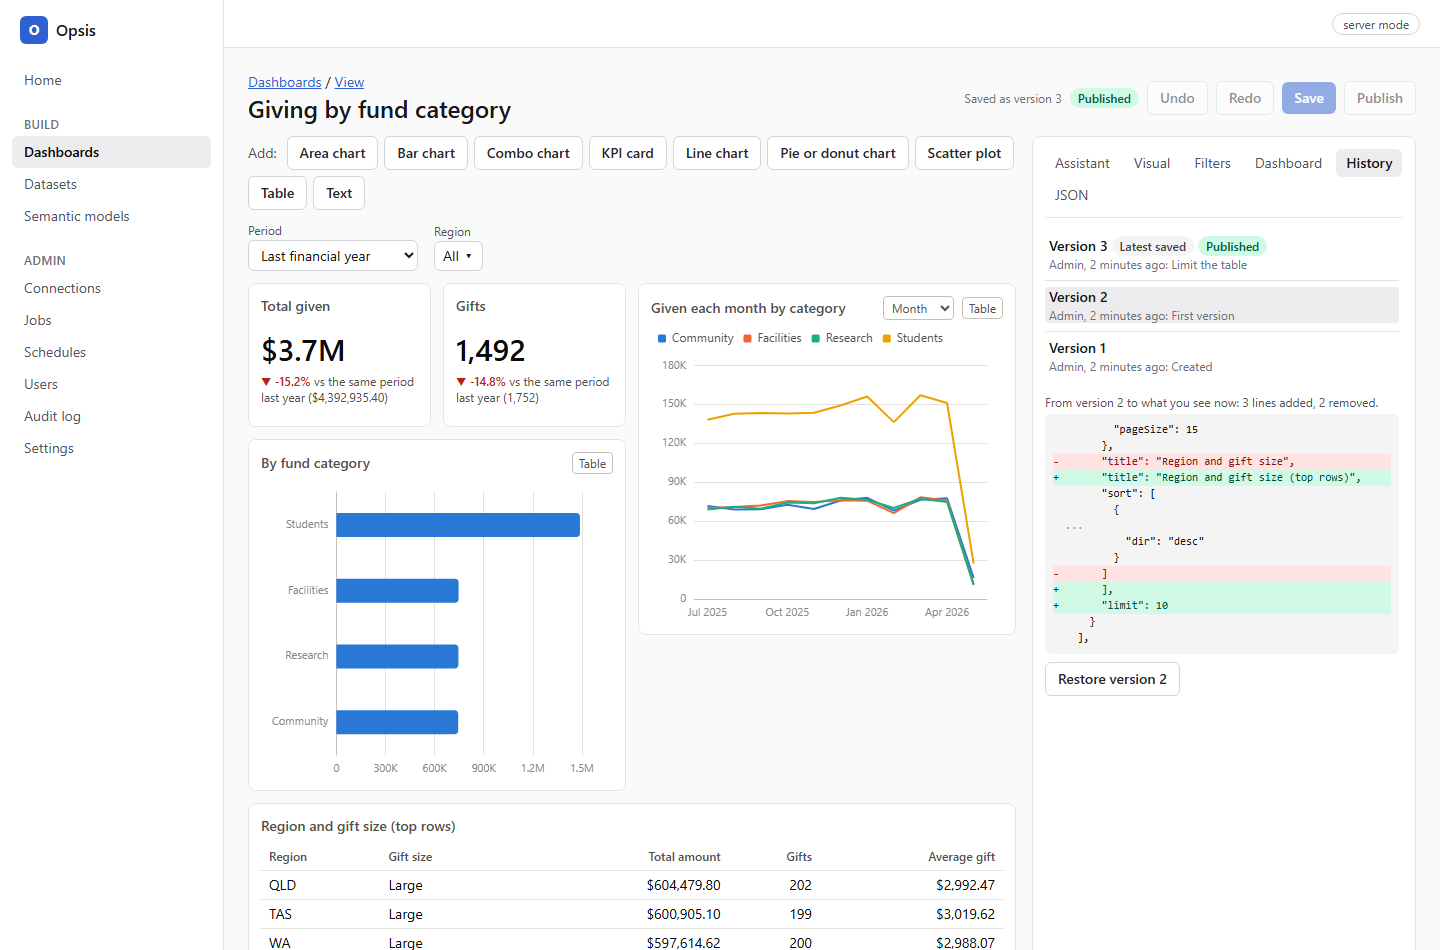 O Opsis
server mode
Home
BUILD
Dashboards
Datasets
Semantic models
ADMIN
Connections
Jobs
Schedules
Users
Audit log
Settings
Dashboards / View
Giving by fund category
Saved as version 3 Published Undo Redo Save Publish
Add: Area chart Bar chart Combo chart KPI card Line chart Pie or donut chart Scatter plot
Table Text
Period
Last financial year
Region
All ▾
Total given
$3.7M
▼ -15.2% vs the same period
last year ($4,392,935.40)
Gifts
1,492
▼ -14.8% vs the same period
last year (1,752)
Given each month by category Month Table
Community Facilities Research Students
180K
150K
120K
90K
60K
30K
0
Jul 2025 Oct 2025 Jan 2026 Apr 2026
By fund category Table
Students
Facilities
Research
Community
0 300K 600K 900K 1.2M 1.5M
Region and gift size (top rows)
Region Gift size Total amount Gifts Average gift
QLD Large $604,479.80 202 $2,992.47
TAS Large $600,905.10 199 $3,019.62
WA Large $597,614.62 200 $2,988.07
Assistant Visual Filters Dashboard History
JSON
Version 3 Latest saved Published
Admin, 2 minutes ago: Limit the table
Version 2
Admin, 2 minutes ago: First version
Version 1
Admin, 2 minutes ago: Created
From version 2 to what you see now: 3 lines added, 2 removed.
"pageSize": 15
},
- "title": "Region and gift size",
+ "title": "Region and gift size (top rows)",
"sort": [
{
...
"dir": "desc"
}
- ]
+ ],
+ "limit": 10
}
],
Restore version 2